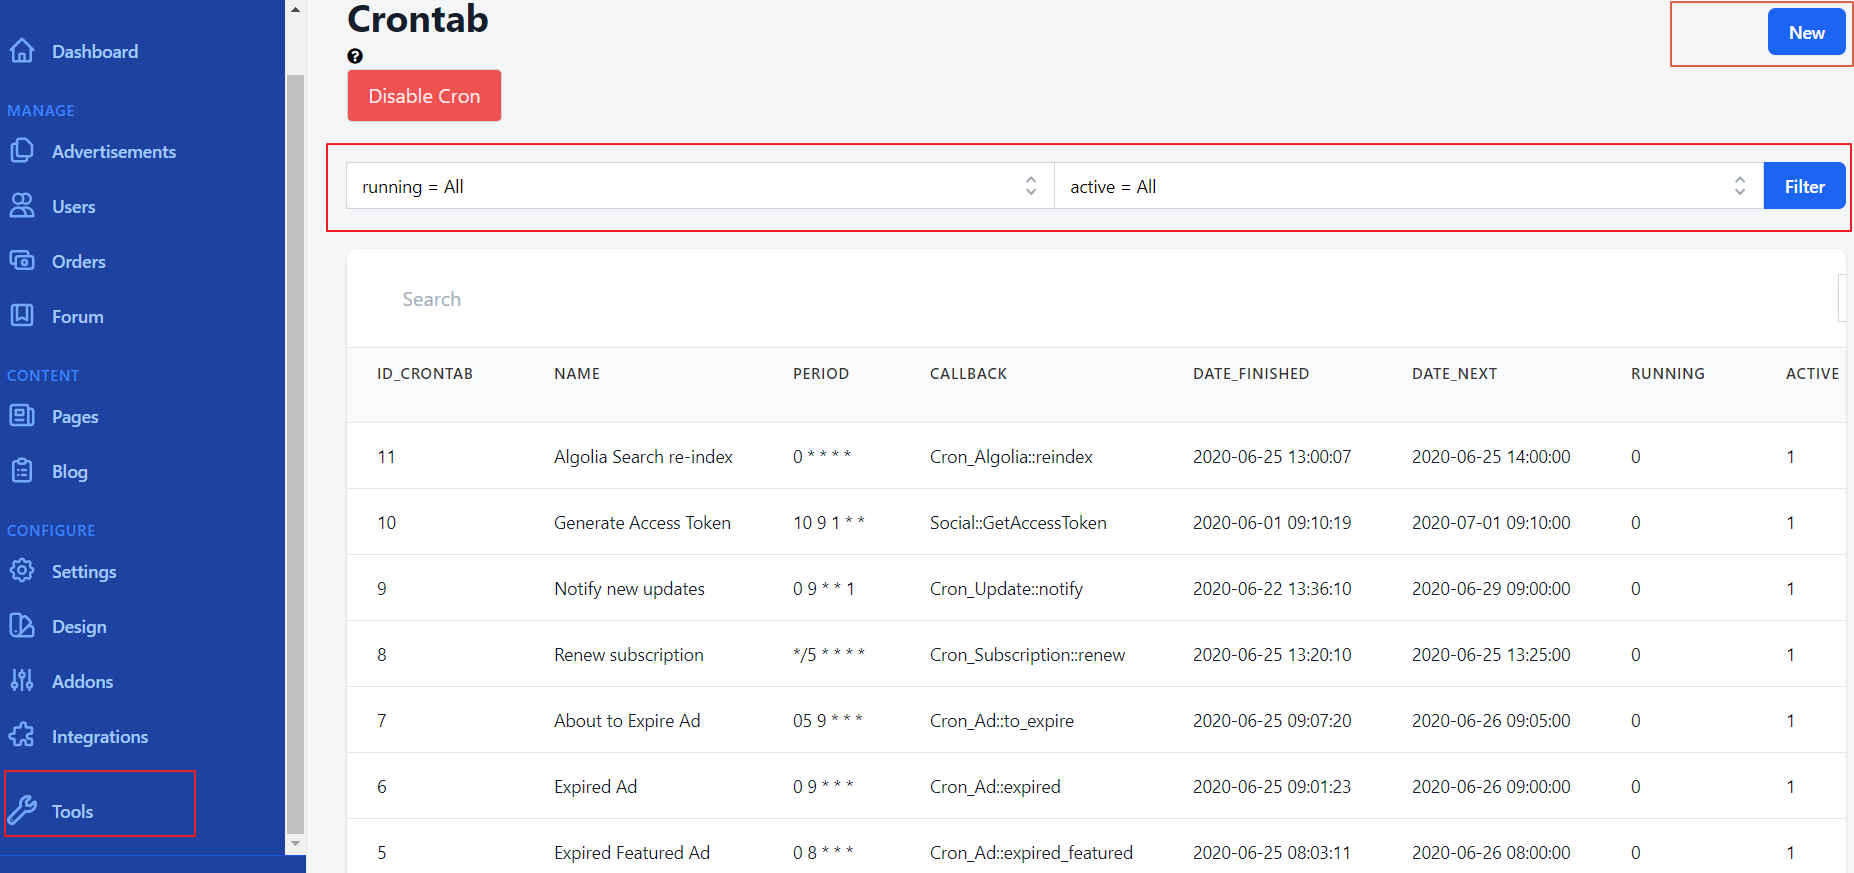 Dashboard
MANAGE
Advertisements
Users
Orders
Forum
CONTENT
Pages
Blog
CONFIGURE
Settings
Design
Addons
Integrations
Tools
Crontab
?
New
Disable Cron
running = All
active = All
Filter
Search
ID_CRONTAB NAME PERIOD CALLBACK DATE_FINISHED DATE_NEXT RUNNING ACTIVE
11 Algolia Search re-index 0 * * * * Cron_Algolia::reindex 2020-06-25 13:00:07 2020-06-25 14:00:00 0 1
10 Generate Access Token 10 9 1 * * Social::GetAccessToken 2020-06-01 09:10:19 2020-07-01 09:10:00 0 1
9 Notify new updates 0 9 * * 1 Cron_Update::notify 2020-06-22 13:36:10 2020-06-29 09:00:00 0 1
8 Renew subscription */5 * * * * Cron_Subscription::renew 2020-06-25 13:20:10 2020-06-25 13:25:00 0 1
7 About to Expire Ad 05 9 * * * Cron_Ad::to_expire 2020-06-25 09:07:20 2020-06-26 09:05:00 0 1
6 Expired Ad 0 9 * * * Cron_Ad::expired 2020-06-25 09:01:23 2020-06-26 09:00:00 0 1
5 Expired Featured Ad 0 8 * * * Cron_Ad::expired_featured 2020-06-25 08:03:11 2020-06-26 08:00:00 0 1